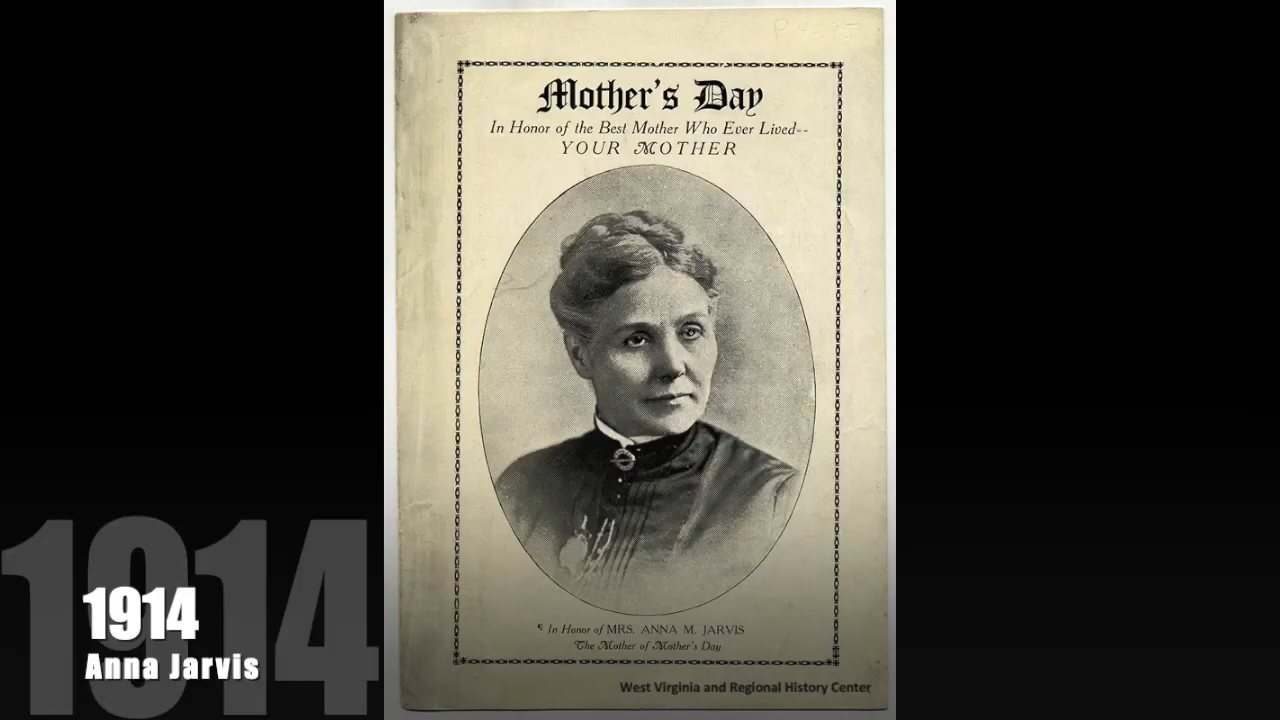 Mother's Day
In Honor of the Best Mother Who Ever Lived--
YOUR MOTHER
¶ In Honor of MRS. ANNA M. JARVIS
The Mother of Mother's Day
West Virginia and Regional History Center
1914
1914
Anna Jarvis